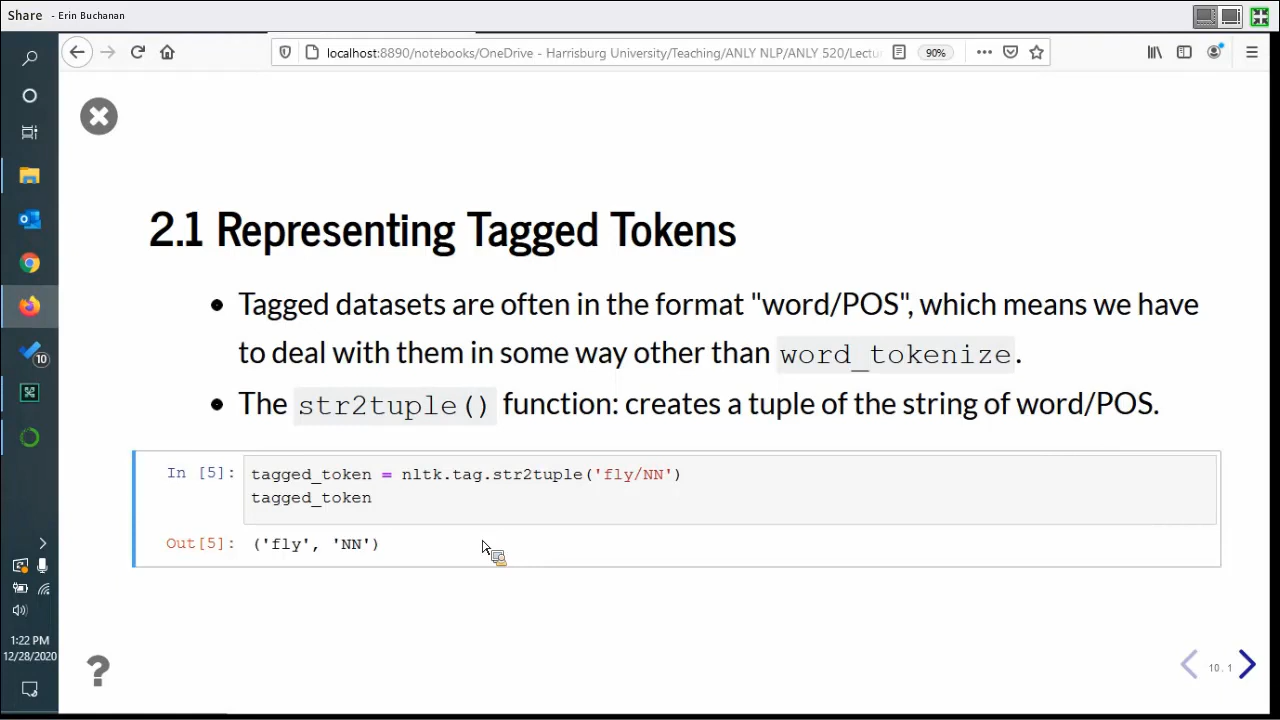 Share - Erin Buchanan
localhost:8890/notebooks/OneDrive - Harrisburg University/Teaching/ANLY NLP/ANLY 520/Lectu
90%
2.1 Representing Tagged Tokens
Tagged datasets are often in the format "word/POS", which means we have
to deal with them in some way other than word_tokenize.
The str2tuple() function: creates a tuple of the string of word/POS.
In [5]: tagged_token = nltk.tag.str2tuple('fly/NN')
tagged_token
Out[5]: ('fly', 'NN')
10
1:22 PM
12/28/2020
?
10.1